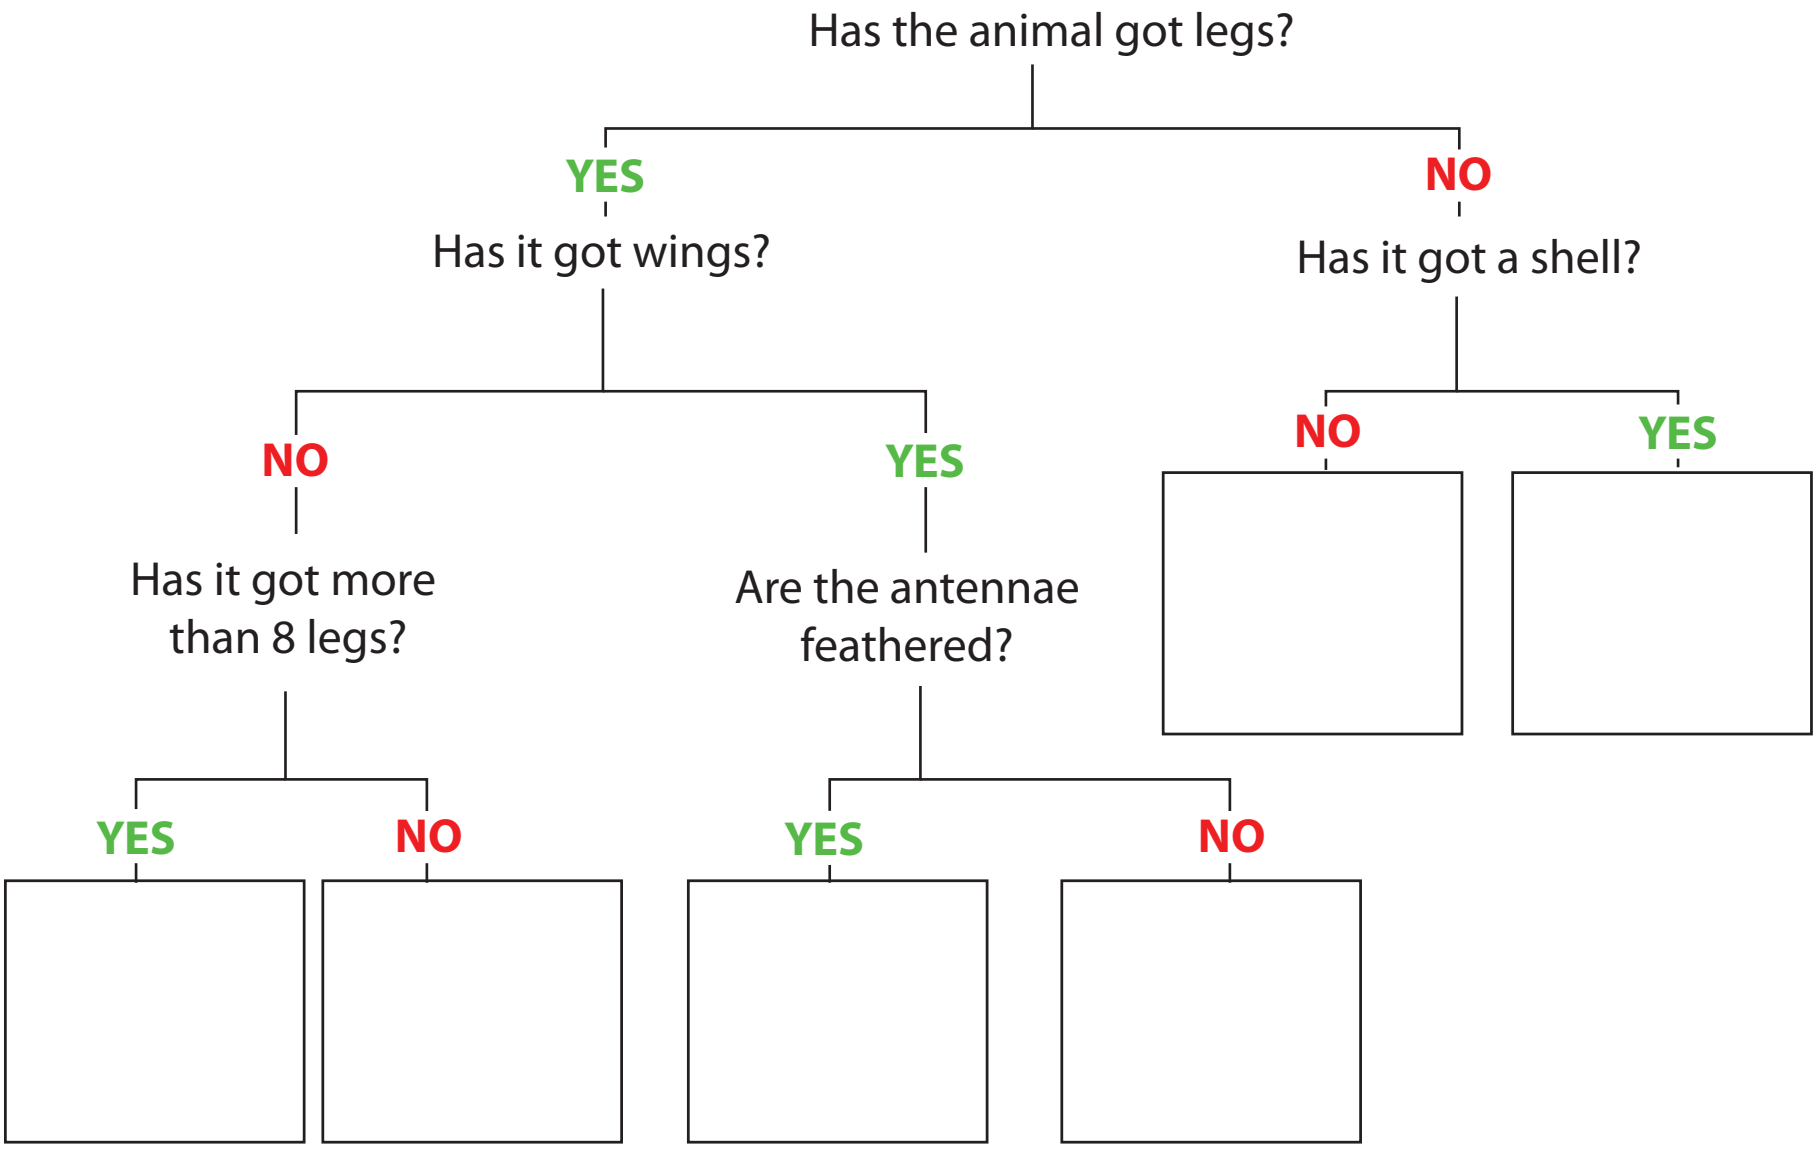 Has the animal got legs?
YES
NO
Has it got wings?
Has it got a shell?
NO
YES
NO
YES
Has it got more
than 8 legs?
Are the antennae
feathered?
YES
NO
YES
NO